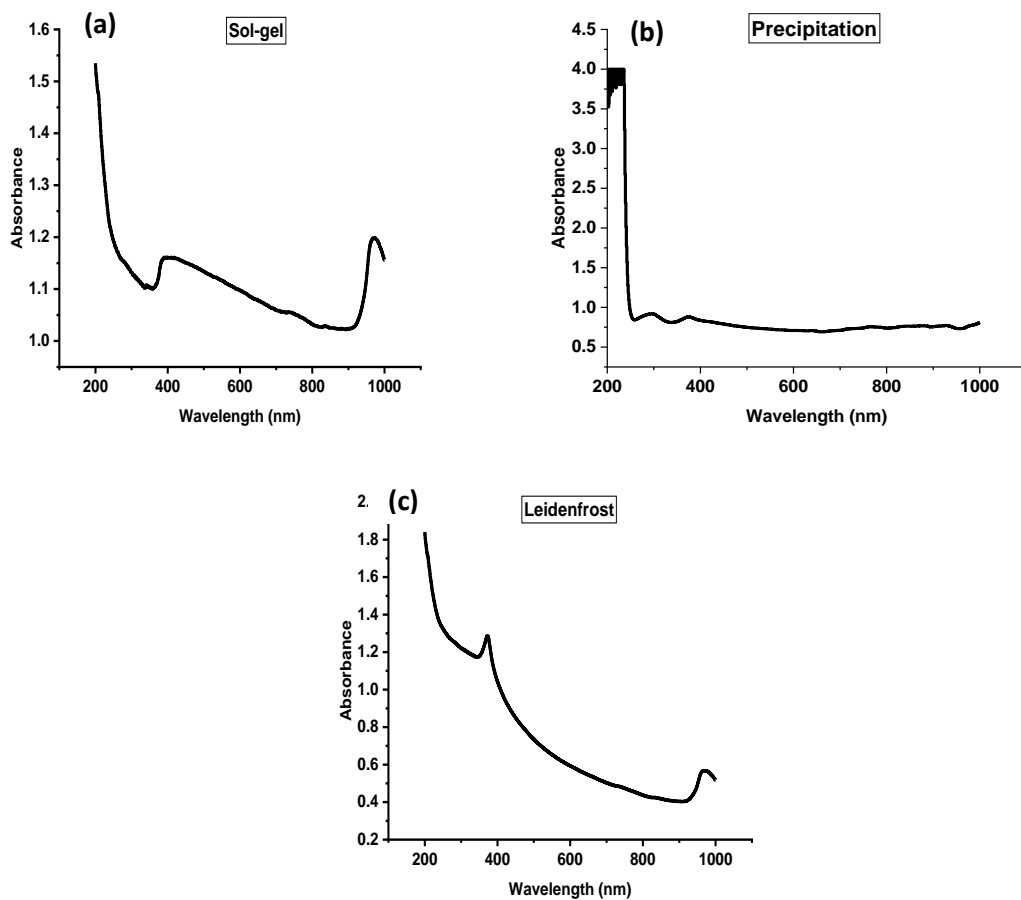 (a)
Sol-gel
1.6
1.5
1.4
1.3
1.2
1.1
1.0
Absorbance
200 400 600 800 1000
Wavelength (nm)
(b)
Precipitation
4.5
4.0
3.5
3.0
2.5
2.0
1.5
1.0
0.5
Absorbance
200 400 600 800 1000
Wavelength (nm)
2.
(c)
Leidenfrost
1.8
1.6
1.4
1.2
1.0
0.8
0.6
0.4
0.2
Absorbance
200 400 600 800 1000
Wavelength (nm)